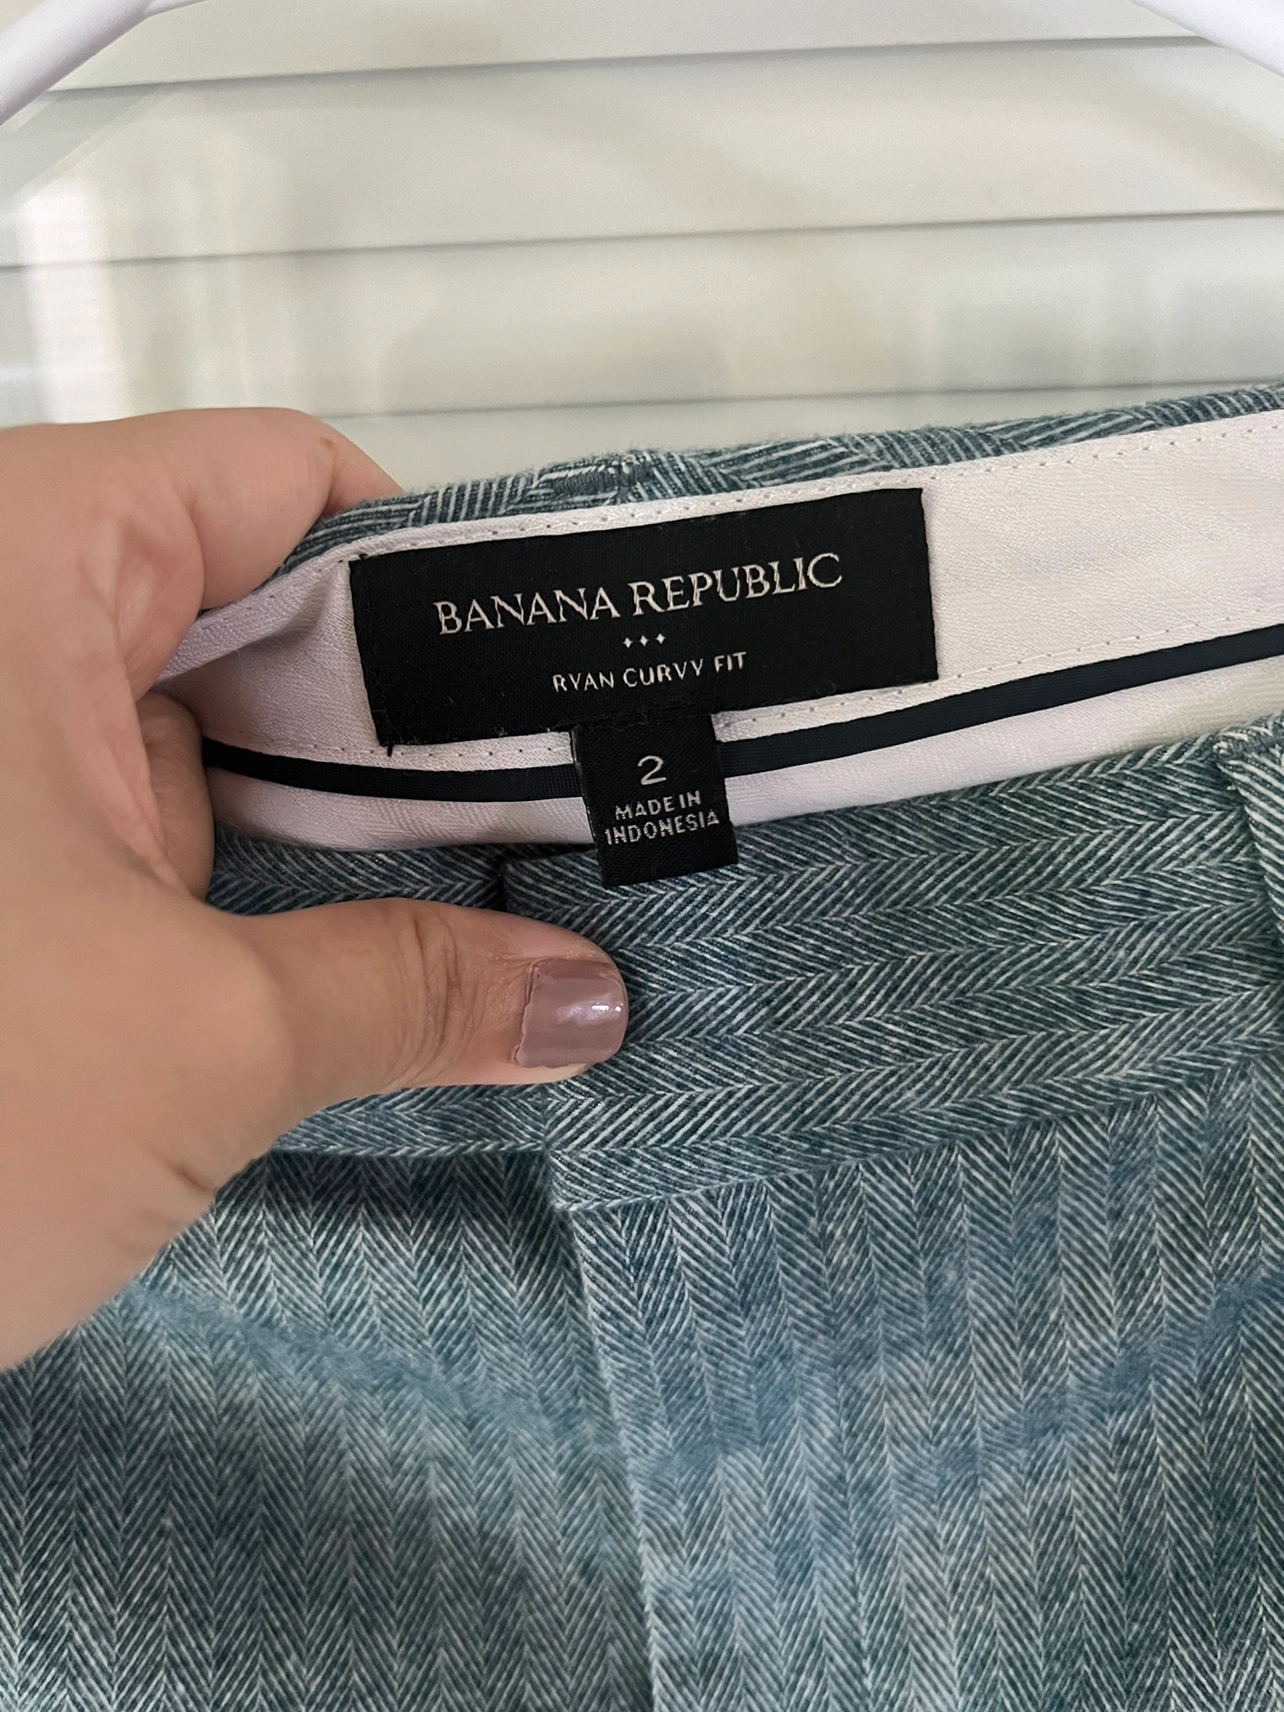 BANANA REPUBLIC
RYAN CURVY FIT
2
MADE IN
INDONESIA